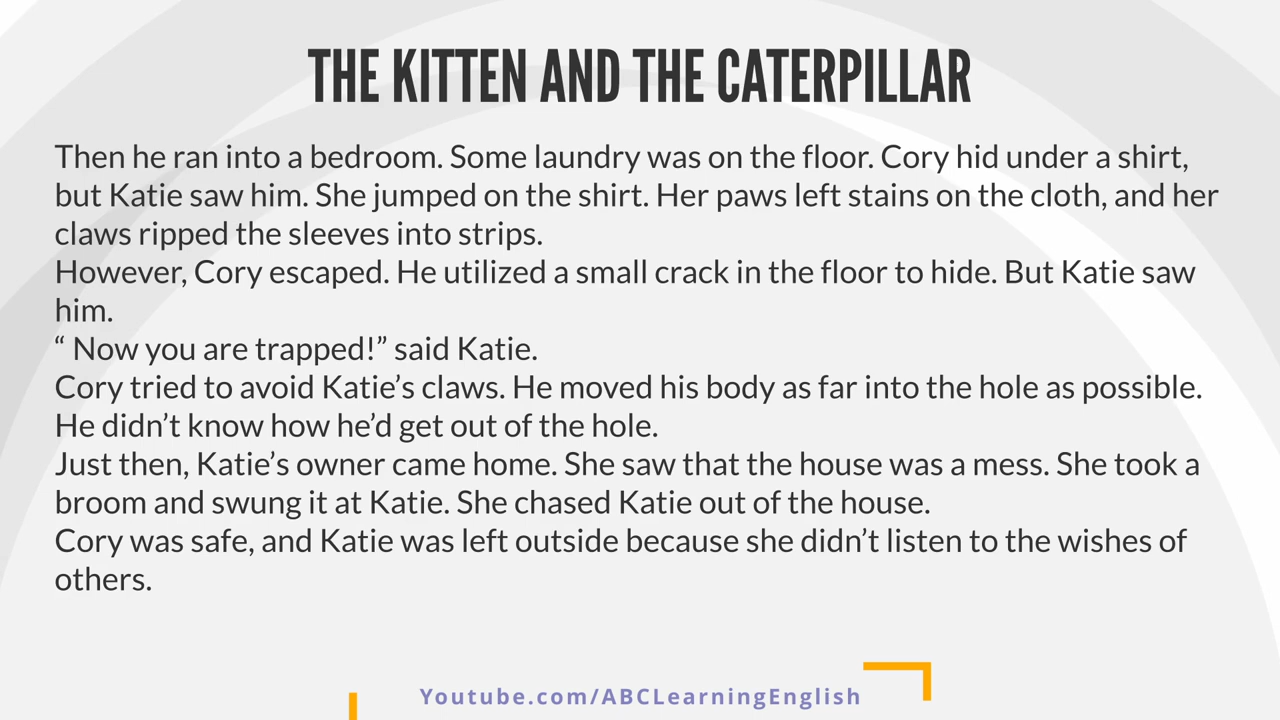 THE KITTEN AND THE CATERPILLAR
Then he ran into a bedroom. Some laundry was on the floor. Cory hid under a shirt,
but Katie saw him. She jumped on the shirt. Her paws left stains on the cloth, and her
claws ripped the sleeves into strips.
However, Cory escaped. He utilized a small crack in the floor to hide. But Katie saw
him.
“ Now you are trapped!” said Katie.
Cory tried to avoid Katie’s claws. He moved his body as far into the hole as possible.
He didn’t know how he’d get out of the hole.
Just then, Katie’s owner came home. She saw that the house was a mess. She took a
broom and swung it at Katie. She chased Katie out of the house.
Cory was safe, and Katie was left outside because she didn’t listen to the wishes of
others.
Youtube.com/ABCLearningEnglish